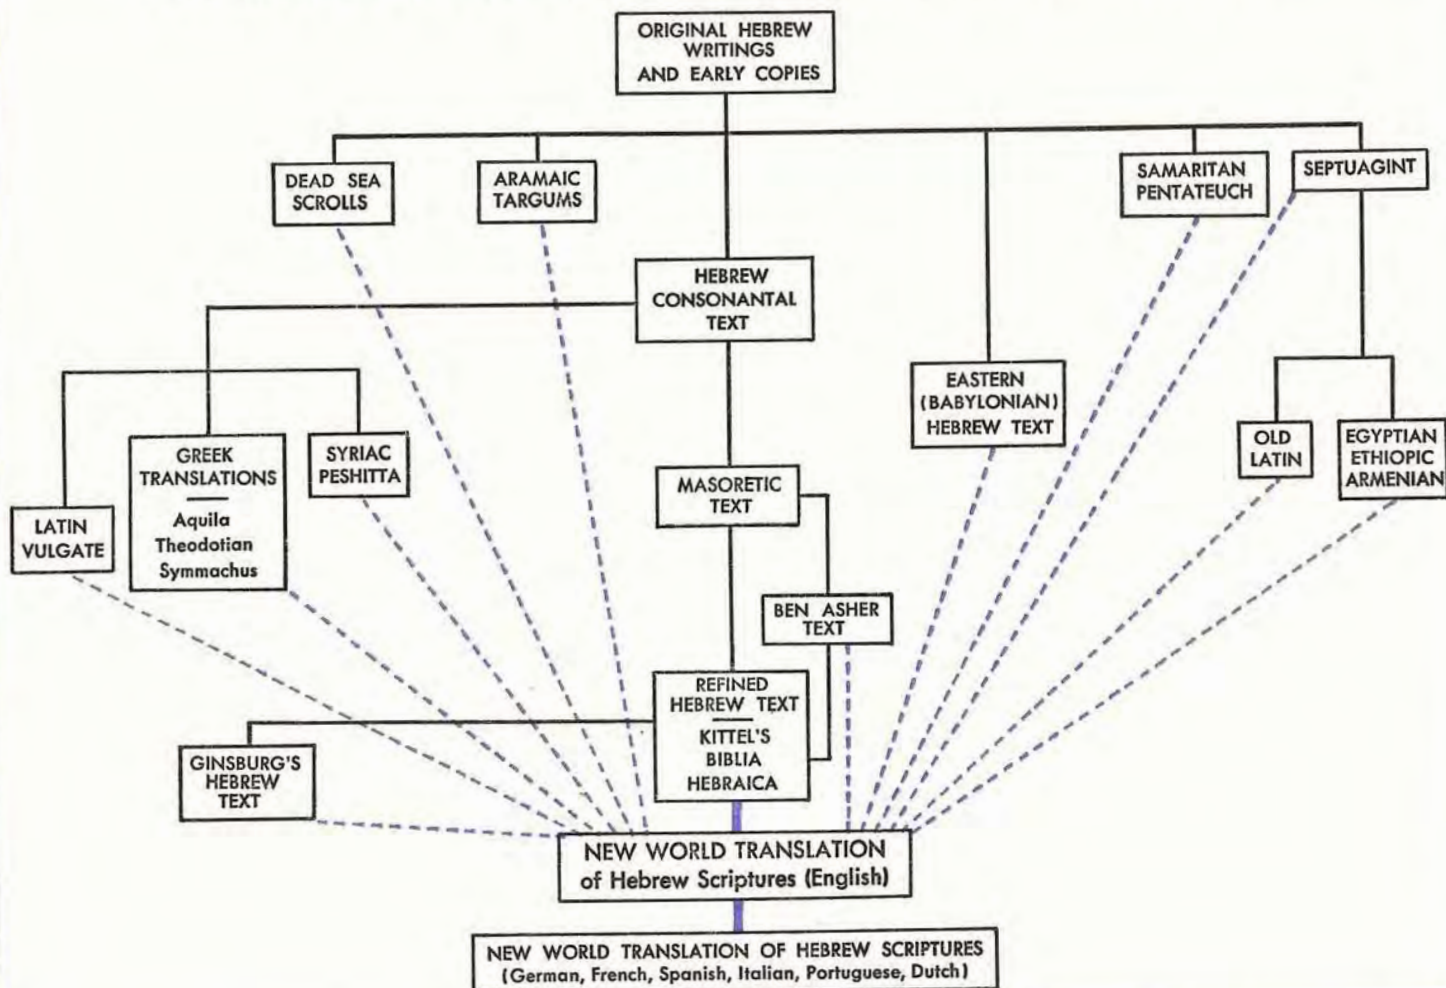 ORIGINAL HEBREW
WRITINGS
AND EARLY COPIES
DEAD SEA
SCROLLS
ARAMAIC
TARGUMS
SAMARITAN
PENTATEUCH
SEPTUAGINT
HEBREW
CONSONANTAL
TEXT
EASTERN
(BABYLONIAN)
HEBREW TEXT
LATIN
VULGATE
GREEK
TRANSLATIONS
Aquila
Theodotian
Symmachus
SYRIAC
PESHITTA
MASORETIC
TEXT
OLD
LATIN
EGYPTIAN
ETHIOPIC
ARMENIAN
BEN ASHER
TEXT
REFINED
HEBREW TEXT
KITTEL'S
BIBLIA
HEBRAICA
GINSBURG'S
HEBREW
TEXT
NEW WORLD TRANSLATION
of Hebrew Scriptures (English)
NEW WORLD TRANSLATION OF HEBREW SCRIPTURES
(German, French, Spanish, Italian, Portuguese, Dutch)